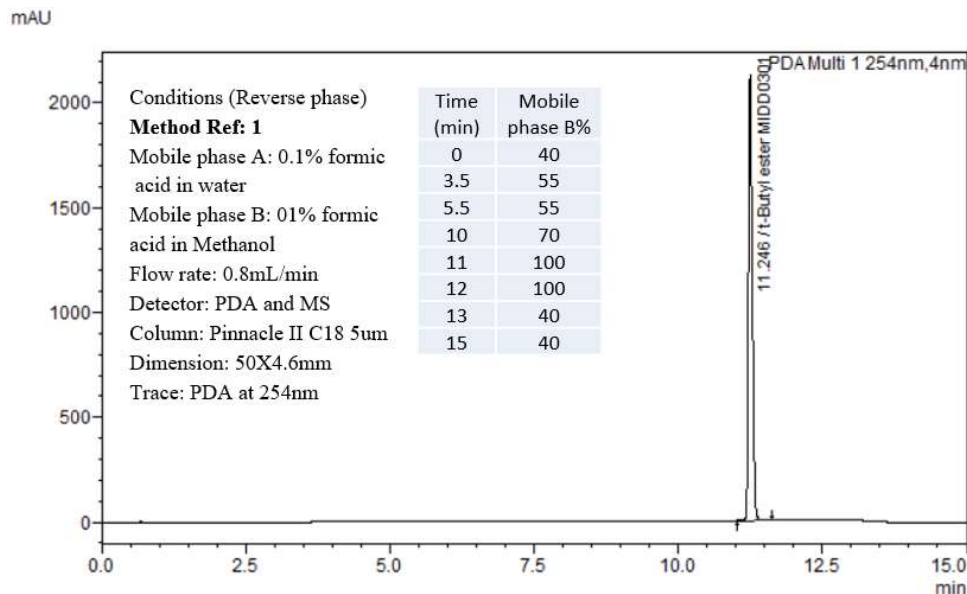 mAU
PDA Multi 1 254nm,4nm
2000
1500
1000
500
0
Conditions (Reverse phase)
Method Ref: 1
Mobile phase A: 0.1% formic
acid in water
Mobile phase B: 01% formic
acid in Methanol
Flow rate: 0.8mL/min
Detector: PDA and MS
Column: Pinnacle II C18 5um
Dimension: 50X4.6mm
Trace: PDA at 254nm
Time (min) Mobile phase B%
0 40
3.5 55
5.5 55
10 70
11 100
12 100
13 40
15 40
11.246 / t-Butyl ester MIDD0301
0.0 2.5 5.0 7.5 10.0 12.5 15.0
min